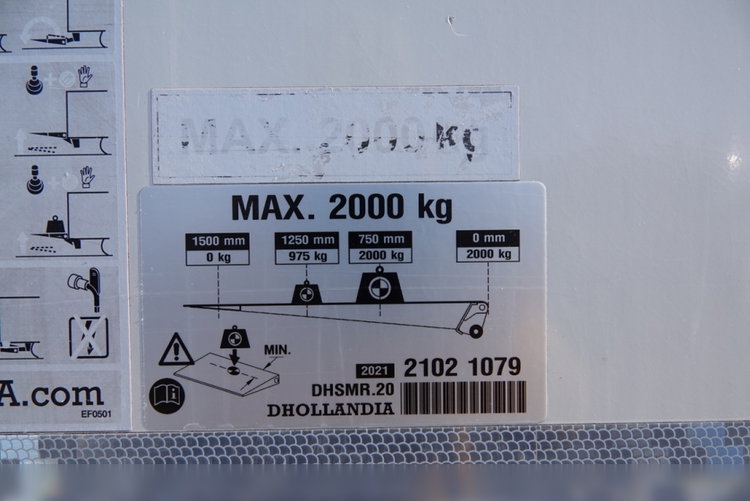 MAX. 2000 kg
MAX. 2000 kg
1500 mm 1250 mm 750 mm 0 mm
0 kg 975 kg 2000 kg 2000 kg
MIN.
2021 2102 1079
DHSMR.20
DHOLLANDIA
A.com
EF0501